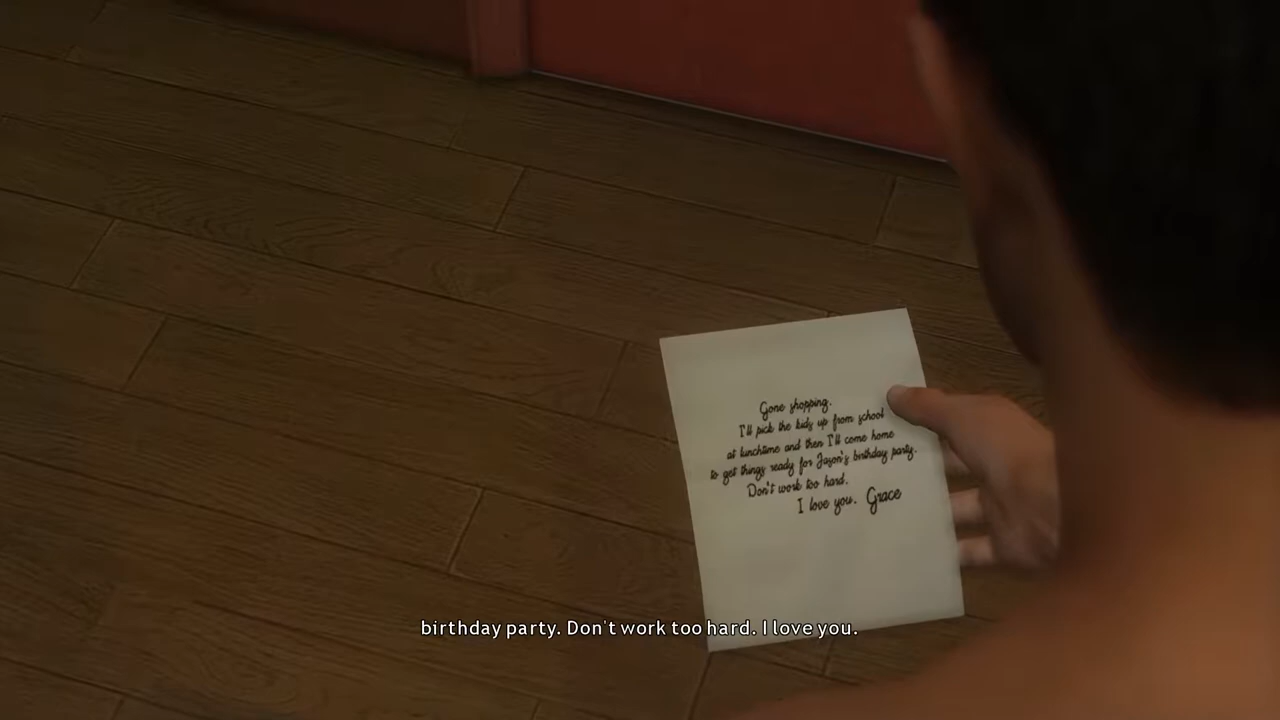 Gone shopping.
I'll pick the kids up from school
at lunchtime and then I'll come home
to get things ready for Jason's birthday party.
Don't work too hard.
I love you. Grace
birthday party. Don't work too hard. I love you.